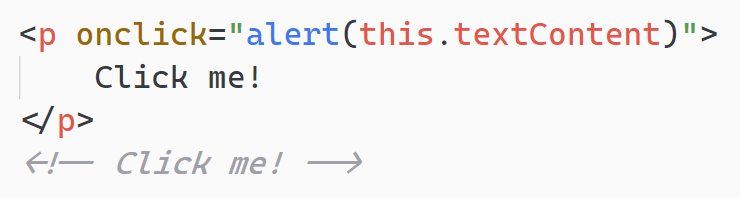 <p onclick="alert(this.textContent)">
    Click me!
</p>
<!-- Click me! -->